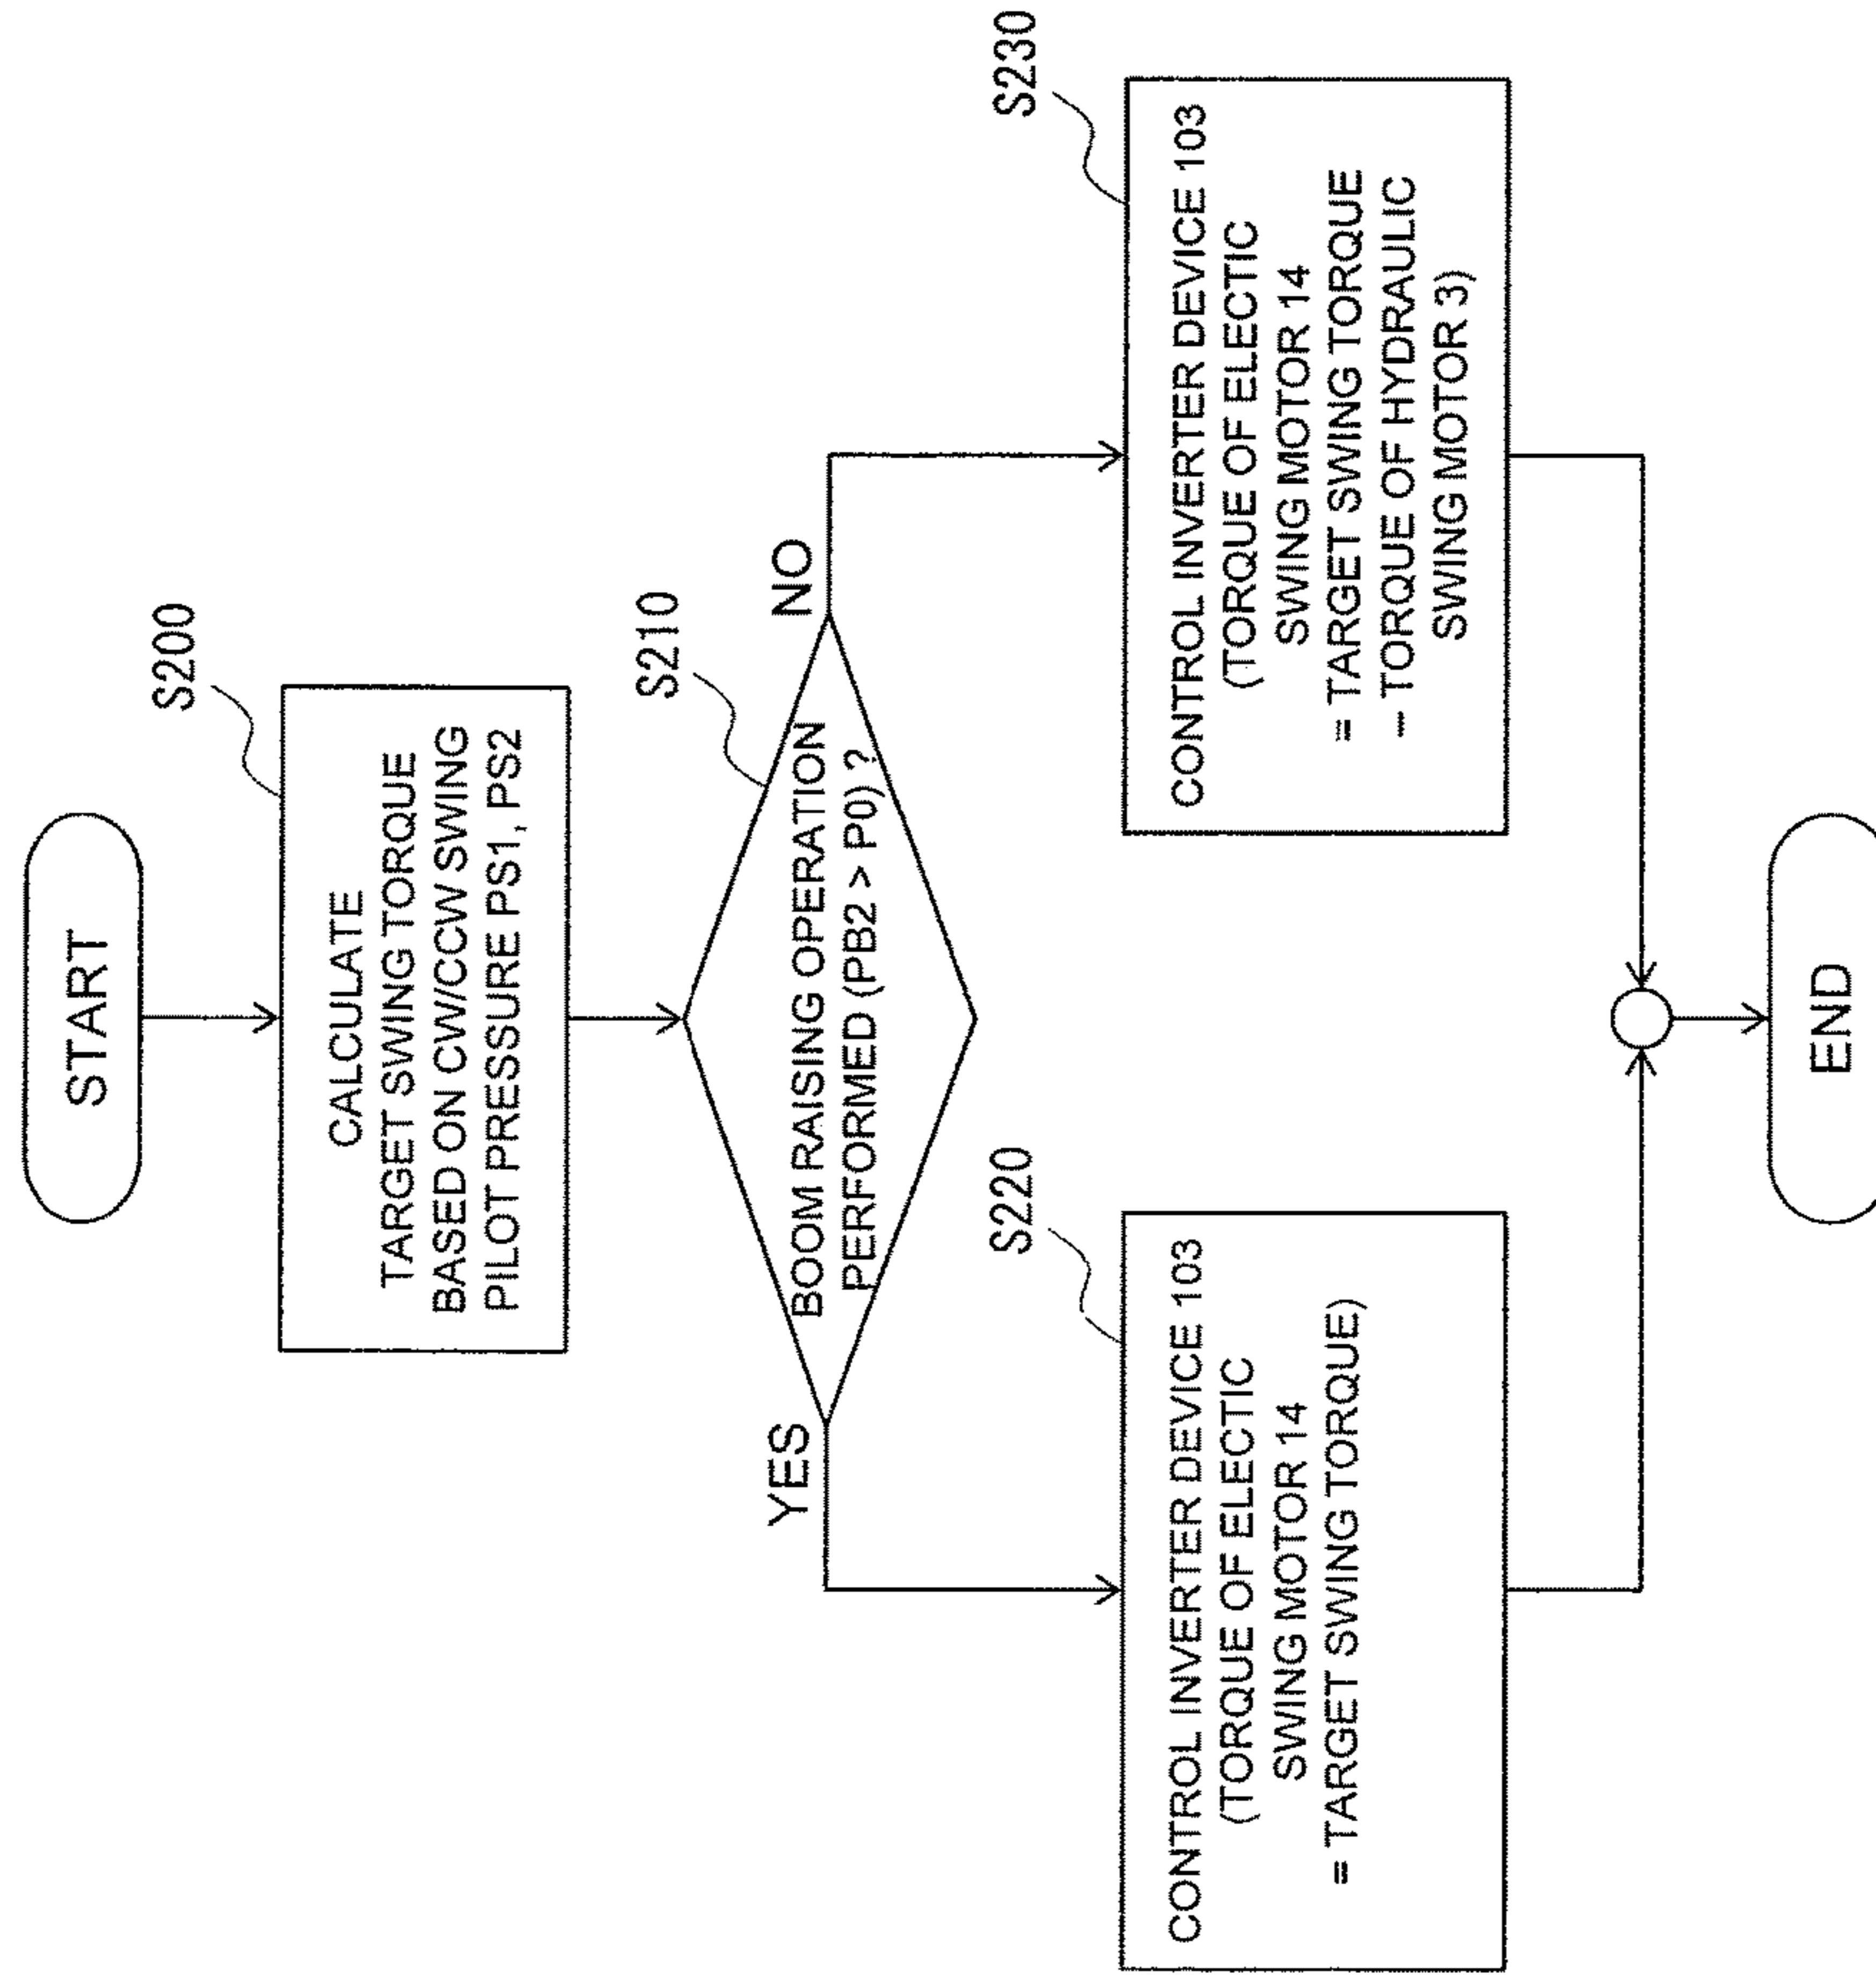 START
S200
CALCULATE
TARGET SWING TORQUE
BASED ON CW/CCW SWING
PILOT PRESSURE PS1, PS2
S210
BOOM RAISING OPERATION
PERFORMED (PB2 > P0) ?
YES
NO
S220
CONTROL INVERTER DEVICE 103
(TORQUE OF ELECTIC
SWING MOTOR 14
= TARGET SWING TORQUE)
S230
CONTROL INVERTER DEVICE 103
(TORQUE OF ELECTIC
SWING MOTOR 14
= TARGET SWING TORQUE
– TORQUE OF HYDRAULIC
SWING MOTOR 3)
END